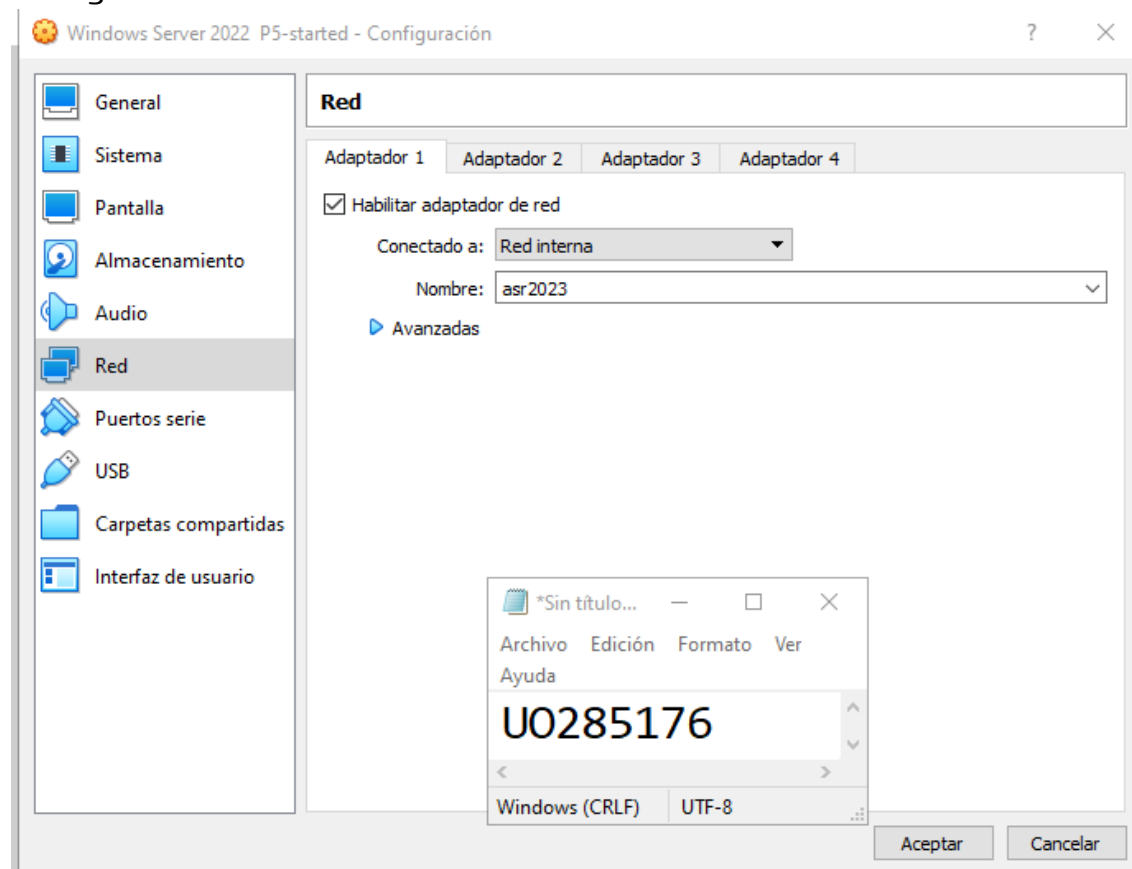 Windows Server 2022 P5-started - Configuración
General
Sistema
Pantalla
Almacenamiento
Audio
Red
Puertos serie
USB
Carpetas compartidas
Interfaz de usuario
Red
Adaptador 1 Adaptador 2 Adaptador 3 Adaptador 4
Habilitar adaptador de red
Conectado a: Red interna
Nombre: asr2023
Avanzadas
*Sin título...
Archivo Edición Formato Ver
Ayuda
UO285176
Windows (CRLF) UTF-8
Aceptar Cancelar